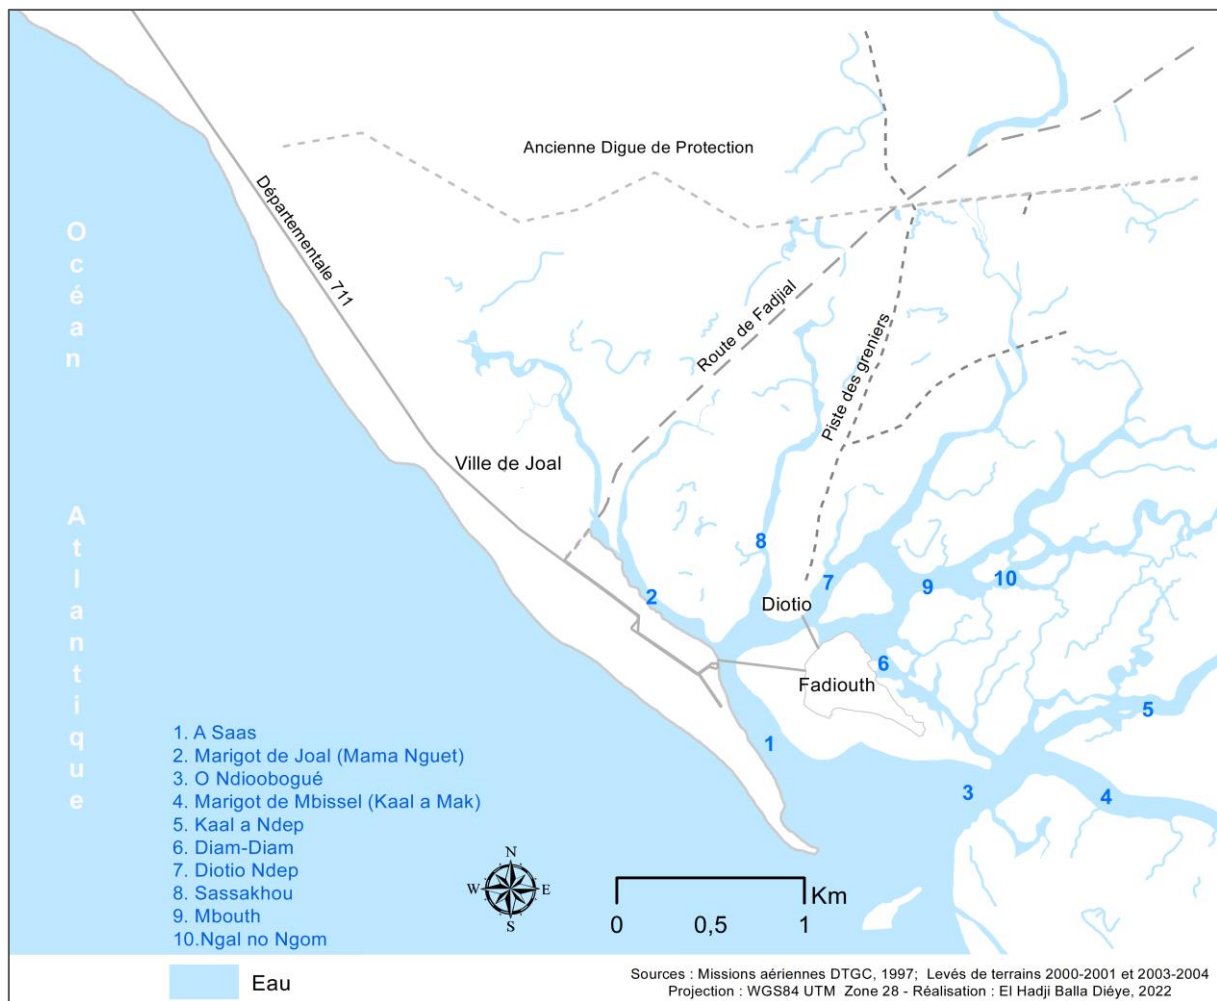 Ancienne Digue de Protection
Départementale 711
Océan
Atlantique
Route de Fadjial
Piste des greniers
Ville de Joal
8
2
7
9
10
Diotio
6
Fadiouth
5
1
3
4
1. A Saas
2. Marigot de Joal (Mama Nguet)
3. O Ndioobogué
4. Marigot de Mbissel (Kaal a Mak)
5. Kaal a Ndep
6. Diam-Diam
7. Diotio Ndep
8. Sassakhou
9. Mbouth
10.Ngal no Ngom
N
W
E
S
Km
0
0,5
1
Eau
Sources : Missions aériennes DTGC, 1997; Levés de terrains 2000-2001 et 2003-2004
Projection : WGS84 UTM Zone 28 - Réalisation : El Hadji Balla Diéye, 2022